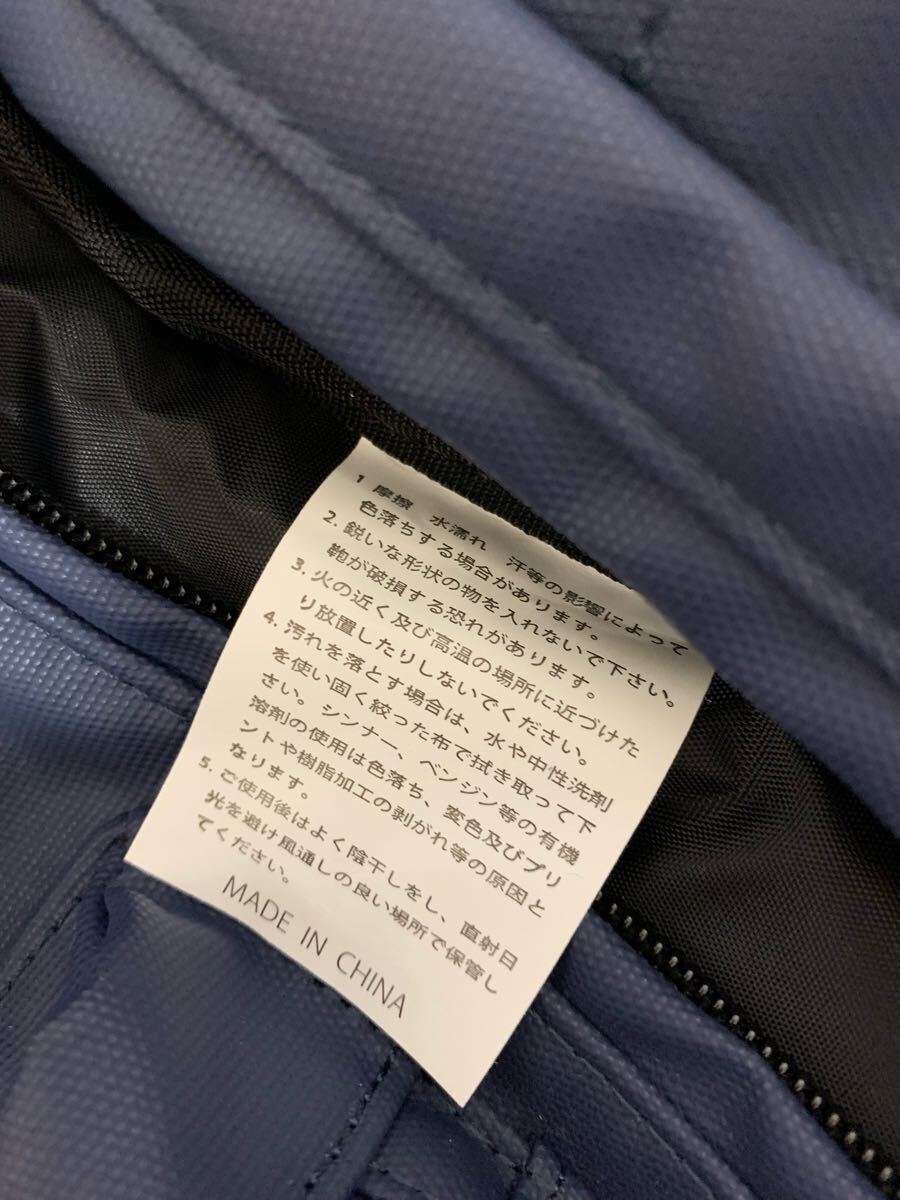 1 摩擦 水濡れ 汗等の影響によって
色落ちする場合があります。
2. 鋭いな形状の物を入れないで下さい。
鞄が破損する恐れがあります。
3. 火の近く及び高温の場所に近づけた
り放置したりしないでください。
4. 汚れを落とす場合は、水や中性洗剤
を使い固く絞った布で拭き取って下
さい。シンナー、ベンジン等の有機
溶剤の使用は色落ち、変色及びプリ
ントや樹脂加工の剥がれ等の原因と
なります。
5. ご使用後はよく陰干しをし、直射日
光を避け風通しの良い場所で保管し
てください。
MADE IN CHINA